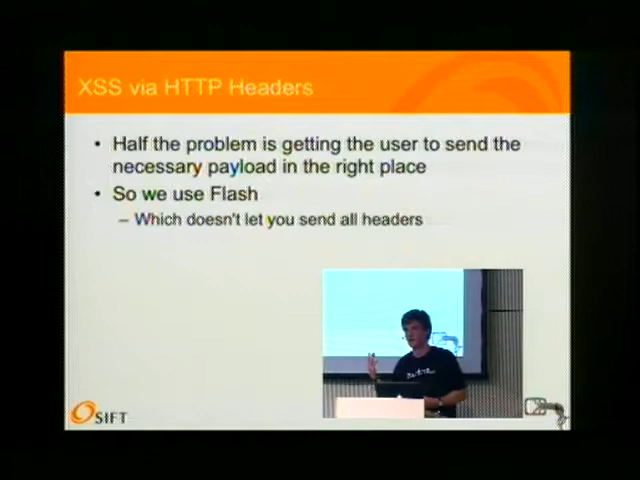 XSS via HTTP Headers
• Half the problem is getting the user to send the
necessary payload in the right place
• So we use Flash
– Which doesn't let you send all headers
SIFT